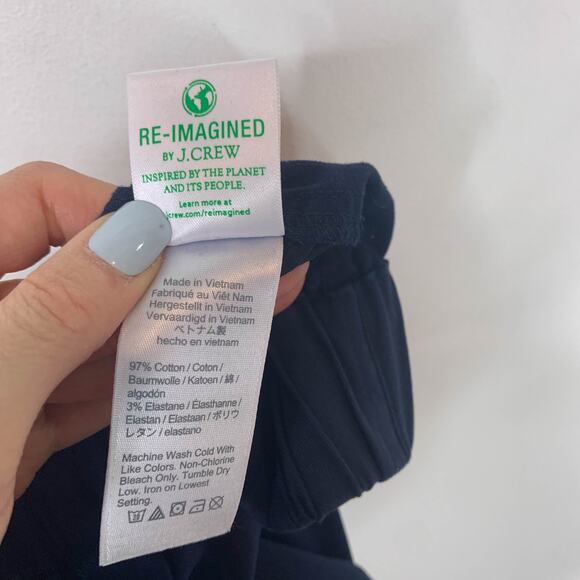 RE-IMAGINED
BY J.CREW
INSPIRED BY THE PLANET
AND ITS PEOPLE.
Learn more at
jcrew.com/reimagined
Made in Vietnam
Fabriqué au Viêt Nam
Hergestellt in Vietnam
Vervaardigd in Vietnam
ベトナム製
hecho en vietnam
97% Cotton / Coton /
Baumwolle / Katoen / 綿 /
algodón
3% Elastane / Élasthanne /
Elastan / Elastaan / ポリウ
レタン / elastano
Machine Wash Cold With
Like Colors. Non-Chlorine
Bleach Only. Tumble Dry
Low. Iron on Lowest
Setting.